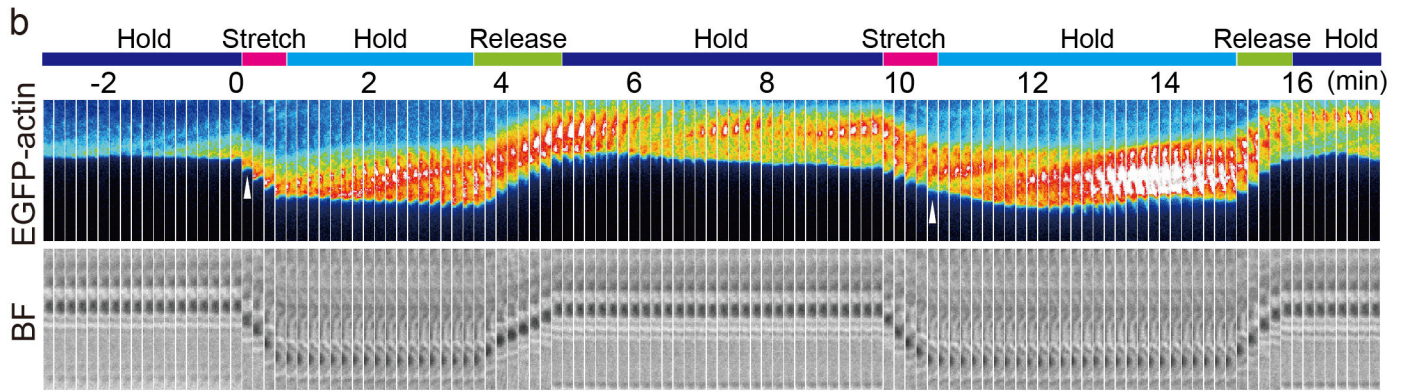 b
Hold Stretch Hold Release Hold Stretch Hold Release Hold
-2 0 2 4 6 8 10 12 14 16 (min)
EGFP-actin
BF